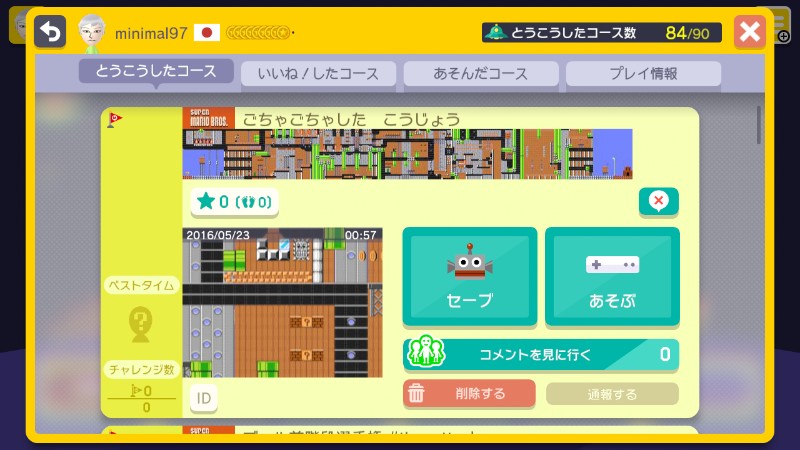 minimal97
とうこうしたコース数 84/90
とうこうしたコース
いいね!したコース
あそんだコース
プレイ情報
SUPER
MARIO BROS.
ごちゃごちゃした こうじょう
0 (0)
2016/05/23
00:57
ベストタイム
?
チャレンジ数
0
0
ID
セーブ
あそぶ
コメントを見に行く 0
削除する
通報する
SUPER